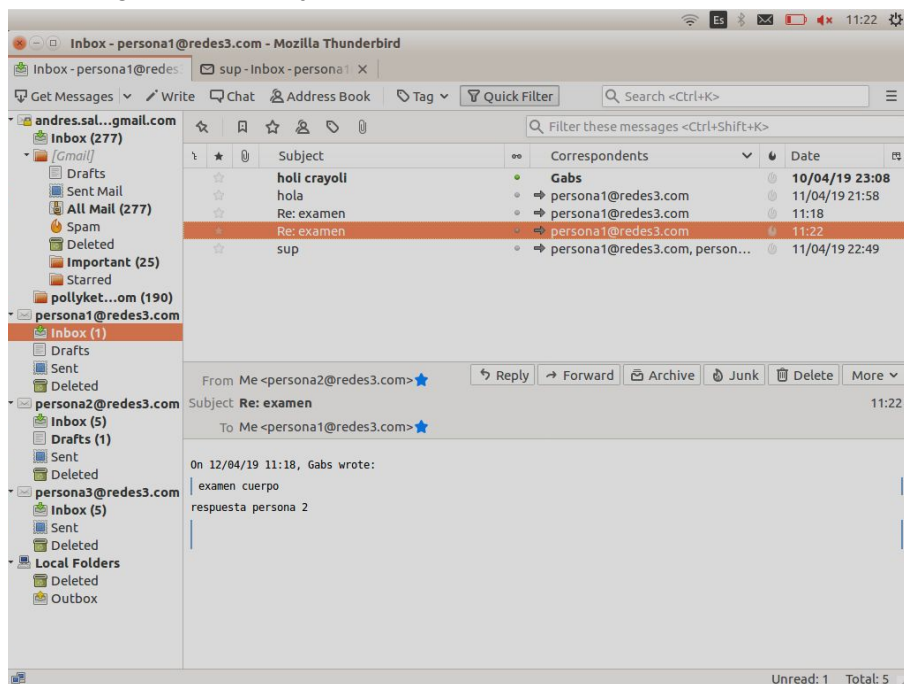 Es 11:22
Inbox - persona1@redes3.com - Mozilla Thunderbird
Inbox - persona1@redes sup - Inbox - persona1
Get Messages Write Chat Address Book Tag Quick Filter Search <Ctrl+K>
Filter these messages <Ctrl+Shift+K>
Subject Correspondents Date
holi crayoli Gabs 10/04/19 23:08
hola persona1@redes3.com 11/04/19 21:58
Re: examen persona1@redes3.com 11:18
Re: examen persona1@redes3.com 11:22
sup persona1@redes3.com, person... 11/04/19 22:49
andres.sal...gmail.com
Inbox (277)
[Gmail]
Drafts
Sent Mail
All Mail (277)
Spam
Deleted
Important (25)
Starred
pollyket...om (190)
persona1@redes3.com
Inbox (1)
Drafts
Sent
Deleted
persona2@redes3.com
Inbox (5)
Drafts (1)
Sent
Deleted
persona3@redes3.com
Inbox (5)
Sent
Deleted
Local Folders
Deleted
Outbox
From Me <persona2@redes3.com> Reply Forward Archive Junk Delete More
Subject Re: examen 11:22
To Me <persona1@redes3.com>
On 12/04/19 11:18, Gabs wrote:
examen cuerpo
respuesta persona 2
Unread: 1 Total: 5